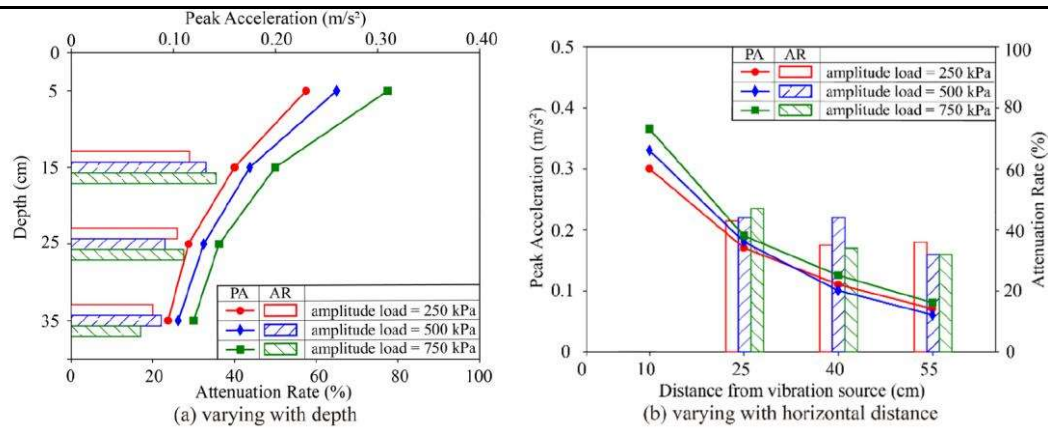 Peak Acceleration (m/s²)
0 0.10 0.20 0.30 0.40
0
5
15
25
35
Depth (cm)
PA AR
amplitude load = 250 kPa
amplitude load = 500 kPa
amplitude load = 750 kPa
0 20 40 60 80 100
Attenuation Rate (%)
(a) varying with depth
0.5
0.4
0.3
0.2
0.1
0
Peak Acceleration (m/s²)
PA AR
amplitude load = 250 kPa
amplitude load = 500 kPa
amplitude load = 750 kPa
100
80
60
40
20
0
Attenuation Rate (%)
0 10 25 40 55
Distance from vibration source (cm)
(b) varying with horizontal distance